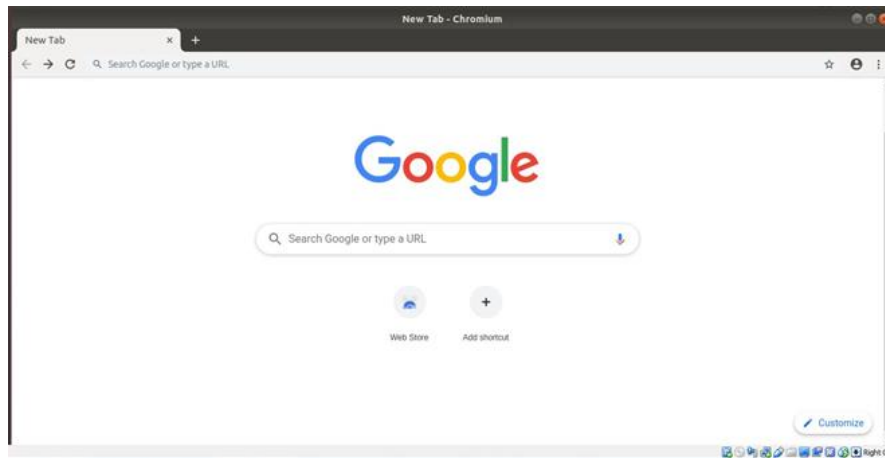 New Tab - Chromium
New Tab
Search Google or type a URL
Google
Search Google or type a URL
Web Store
Add shortcut
Customize
Right